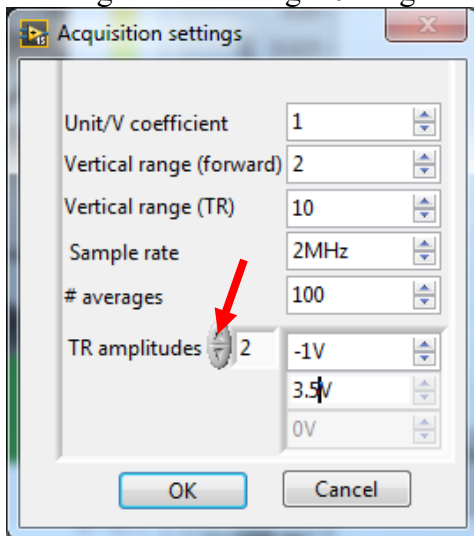 Acquisition settings
Unit/V coefficient 1
Vertical range (forward) 2
Vertical range (TR) 10
Sample rate 2MHz
# averages 100
TR amplitudes 2 -1V
3.5V
0V
OK Cancel